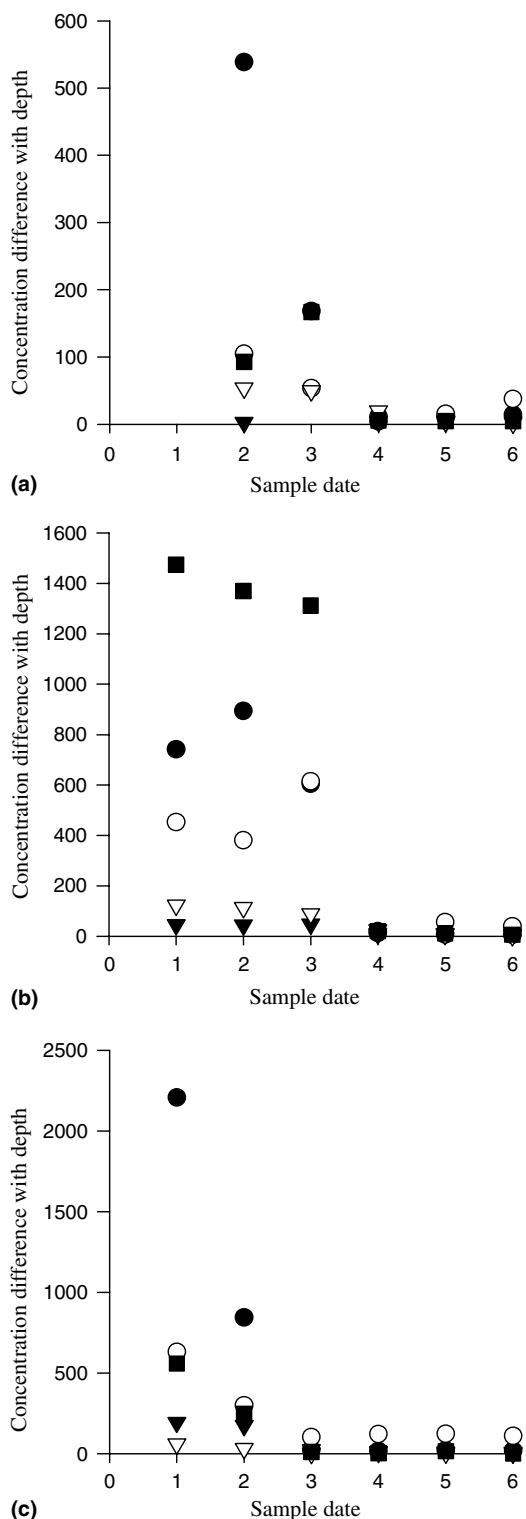 600
500
400
300
200
100
0
Concentration difference with depth
0 1 2 3 4 5 6
(a) Sample date
1600
1400
1200
1000
800
600
400
200
0
Concentration difference with depth
0 1 2 3 4 5 6
(b) Sample date
2500
2000
1500
1000
500
0
Concentration difference with depth
0 1 2 3 4 5 6
(c) Sample date